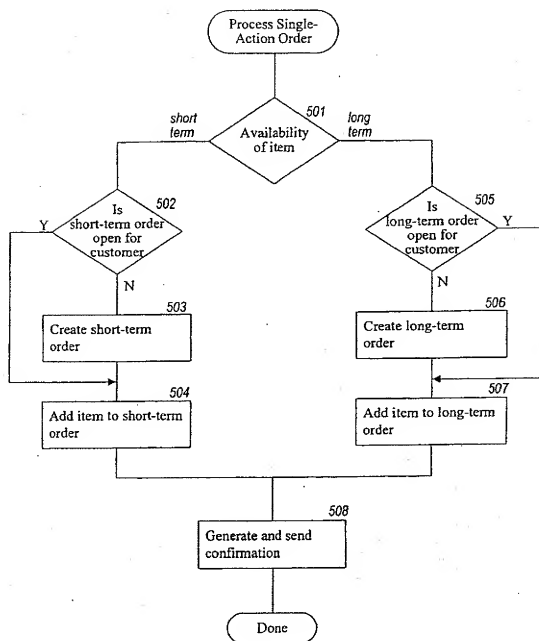 Process Single-
Action Order
501
short
term
Availability
of item
long
term
502
Y
Is
short-term order
open for
customer
N
505
Is
long-term order
open for
customer
Y
N
503
Create short-term
order
506
Create long-term
order
504
Add item to short-term
order
507
Add item to long-term
order
508
Generate and send
confirmation
Done